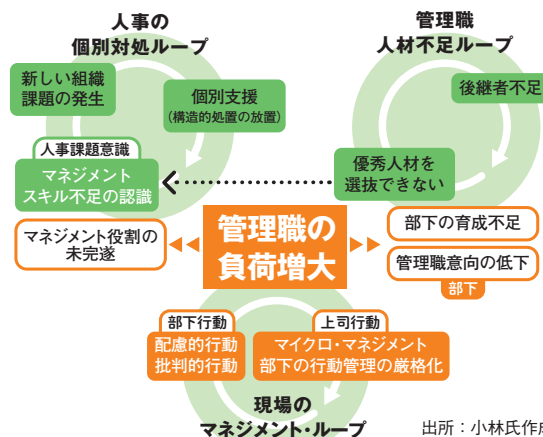 人事の
個別対処ループ
管理職
人材不足ループ
新しい組織
課題の発生
個別支援
(構造的処置の放置)
後継者不足
人事課題意識
マネジメント
スキル不足の認識
優秀人材を
選抜できない
マネジメント役割の
未完遂
管理職の
負荷増大
部下の育成不足
管理職意向の低下
部下
部下行動
配慮的行動
批判的行動
上司行動
マイクロ・マネジメント
部下の行動管理の厳格化
現場の
マネジメント・ループ
出所：小林氏作成